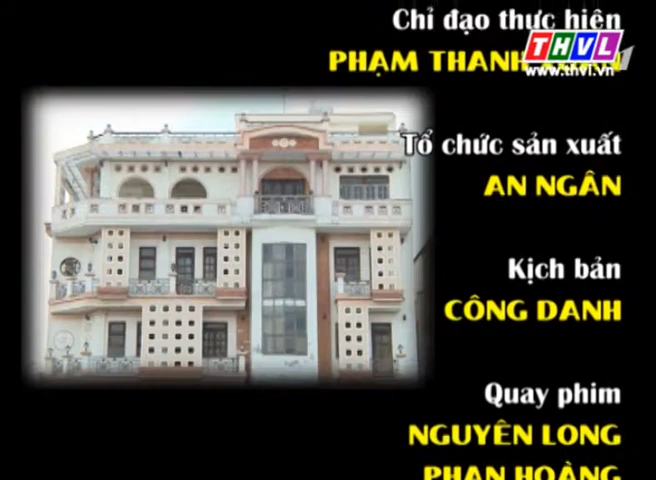 Chỉ đạo thực hiện
PHẠM THANH
THVL
www.thvl.vn
Tổ chức sản xuất
AN NGÂN
Kịch bản
CÔNG DANH
Quay phim
NGUYÊN LONG
PHAN HOÀNG